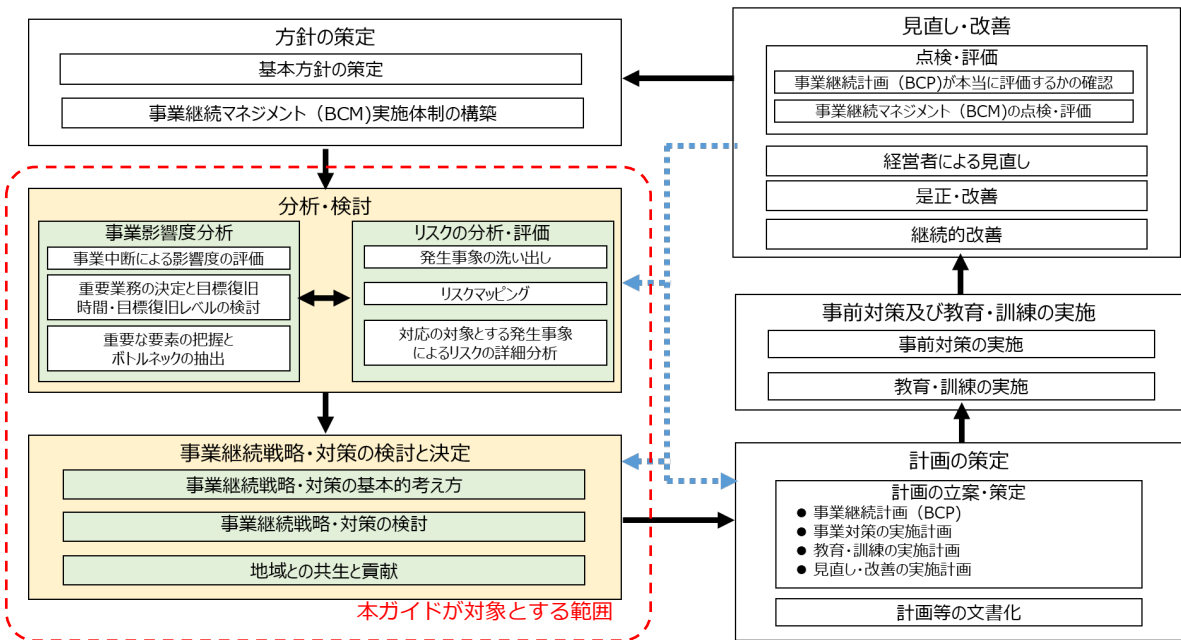 方針の策定
基本方針の策定
事業継続マネジメント（BCM)実施体制の構築
分析・検討
事業影響度分析
事業中断による影響度の評価
重要業務の決定と目標復旧
時間・目標復旧レベルの検討
重要な要素の把握と
ボトルネックの抽出
リスクの分析・評価
発生事象の洗い出し
リスクマッピング
対応の対象とする発生事象
によるリスクの詳細分析
事業継続戦略・対策の検討と決定
事業継続戦略・対策の基本的考え方
事業継続戦略・対策の検討
地域との共生と貢献
本ガイドが対象とする範囲
見直し・改善
点検・評価
事業継続計画（BCP)が本当に評価するかの確認
事業継続マネジメント（BCM)の点検・評価
経営者による見直し
是正・改善
継続的改善
事前対策及び教育・訓練の実施
事前対策の実施
教育・訓練の実施
計画の策定
計画の立案・策定
● 事業継続計画（BCP)
● 事業対策の実施計画
● 教育・訓練の実施計画
● 見直し・改善の実施計画
計画等の文書化